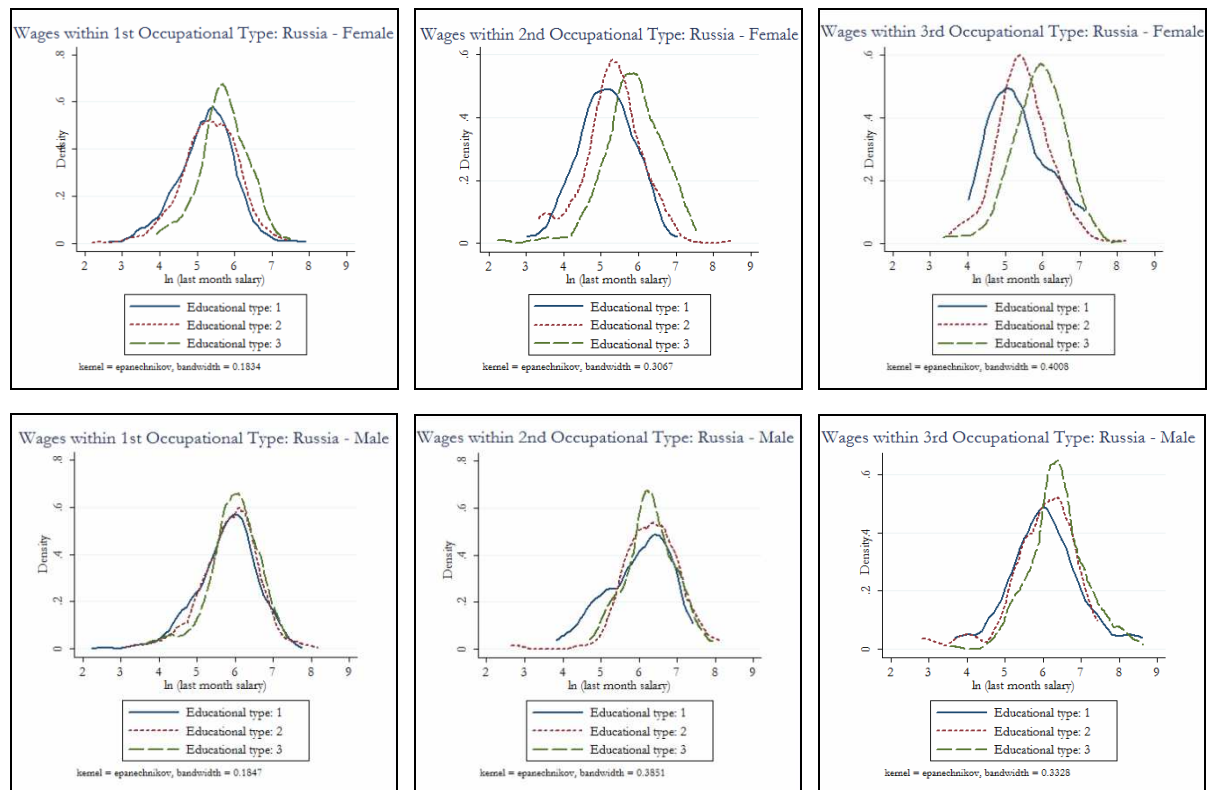 Wages within 1st Occupational Type: Russia - Female
.8
.6
Density
.4
.2
0
2 3 4 5 6 7 8 9
ln (last month salary)
Educational type: 1
Educational type: 2
Educational type: 3
kernel = epanechnikov, bandwidth = 0.1834
Wages within 2nd Occupational Type: Russia - Female
.6
.4
Density
.2
0
2 3 4 5 6 7 8 9
ln (last month salary)
Educational type: 1
Educational type: 2
Educational type: 3
kernel = epanechnikov, bandwidth = 0.3067
Wages within 3rd Occupational Type: Russia - Female
.6
.4
Density
.2
0
2 3 4 5 6 7 8 9
ln (last month salary)
Educational type: 1
Educational type: 2
Educational type: 3
kernel = epanechnikov, bandwidth = 0.4008
Wages within 1st Occupational Type: Russia - Male
.8
.6
.4
Density
.2
0
2 3 4 5 6 7 8 9
ln (last month salary)
Educational type: 1
Educational type: 2
Educational type: 3
kernel = epanechnikov, bandwidth = 0.1847
Wages within 2nd Occupational Type: Russia - Male
.8
.6
.4
Density
.2
0
2 3 4 5 6 7 8 9
ln (last month salary)
Educational type: 1
Educational type: 2
Educational type: 3
kernel = epanechnikov, bandwidth = 0.3851
Wages within 3rd Occupational Type: Russia - Male
.6
.4
Density
.2
0
2 3 4 5 6 7 8 9
ln (last month salary)
Educational type: 1
Educational type: 2
Educational type: 3
kernel = epanechnikov, bandwidth = 0.3328